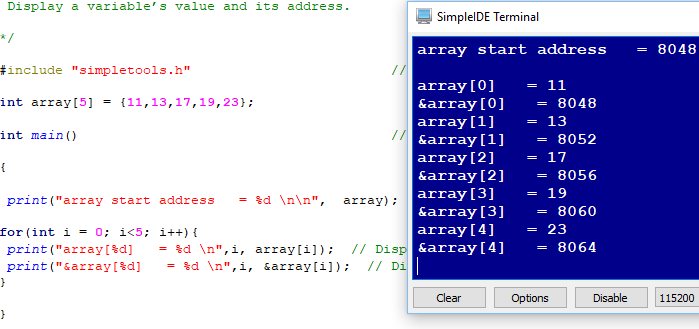 Display a variable's value and its address.
*/
#include "simpletools.h" //
int array[5] = {11,13,17,19,23};
int main() //
{
print("array start address   = %d \n\n",  array);
for(int i = 0; i<5; i++){
print("array[%d]   = %d \n",i, array[i]);  // Disp
print("&array[%d]   = %d \n",i, &array[i]);  // Di
}
}
SimpleIDE Terminal
array start address   = 8048
array[0]   = 11
&array[0]   = 8048
array[1]   = 13
&array[1]   = 8052
array[2]   = 17
&array[2]   = 8056
array[3]   = 19
&array[3]   = 8060
array[4]   = 23
&array[4]   = 8064
Clear Options Disable 115200